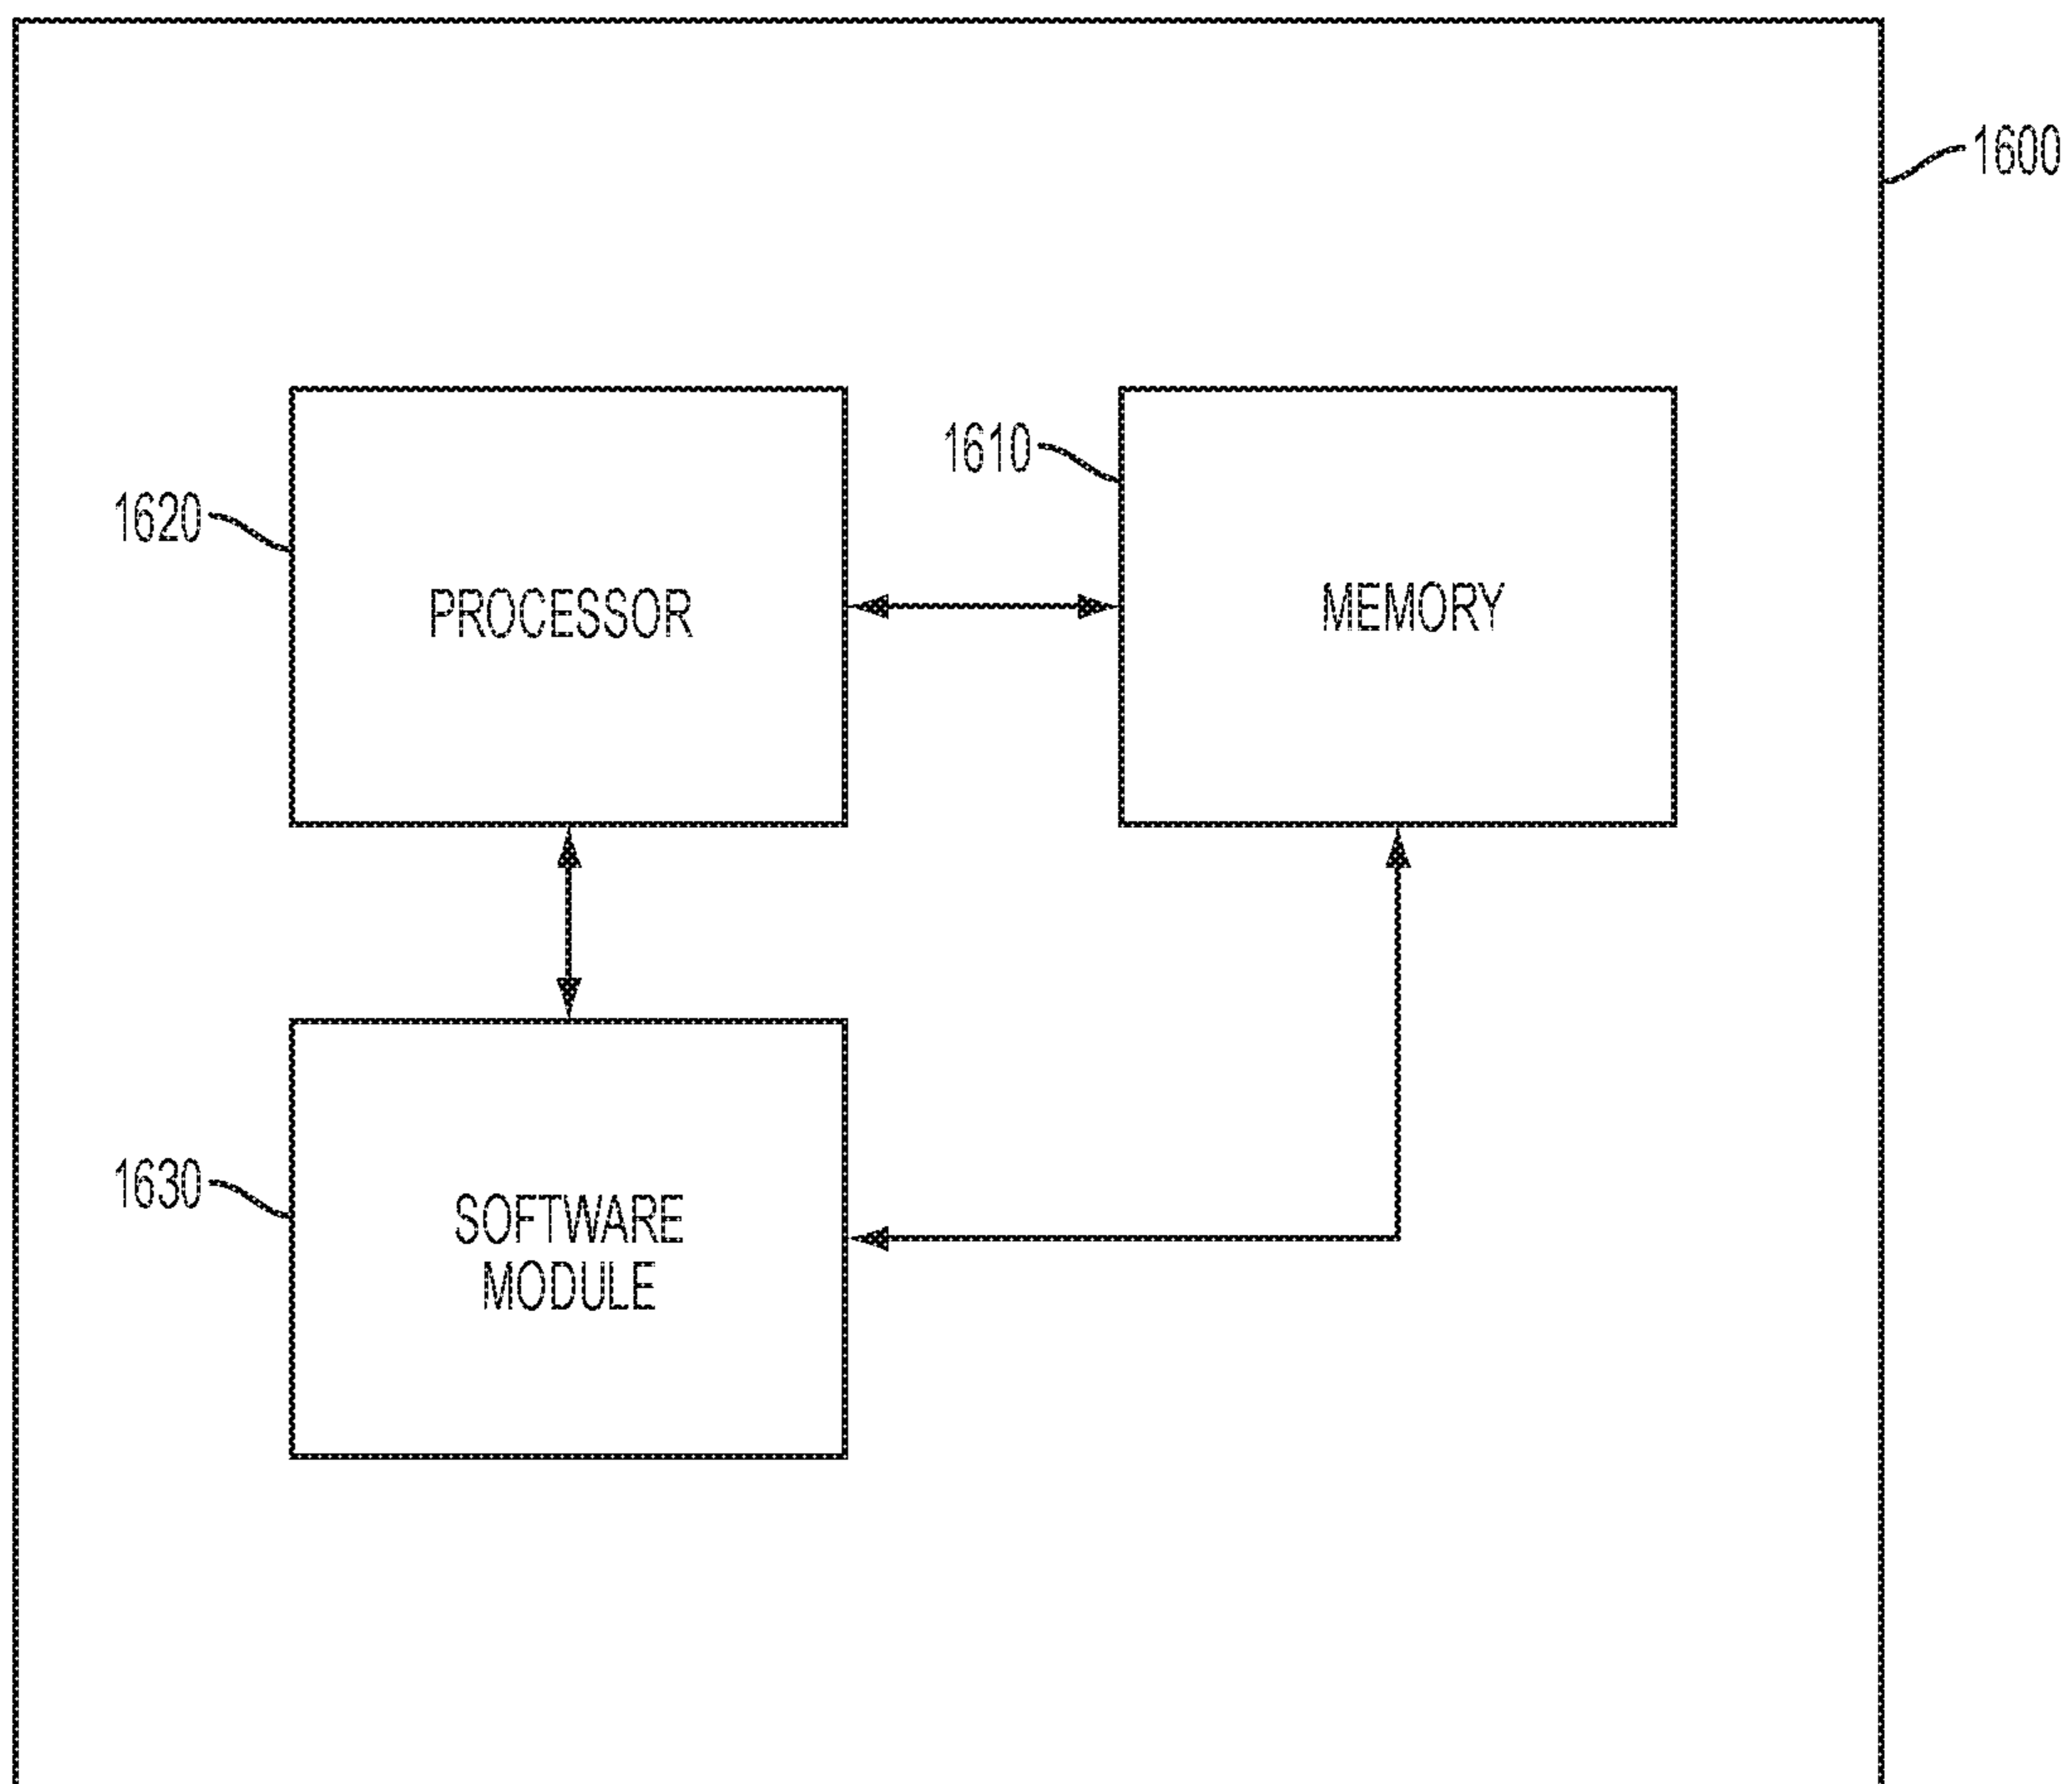 1600
1610
1620
PROCESSOR
MEMORY
1630
SOFTWARE
MODULE